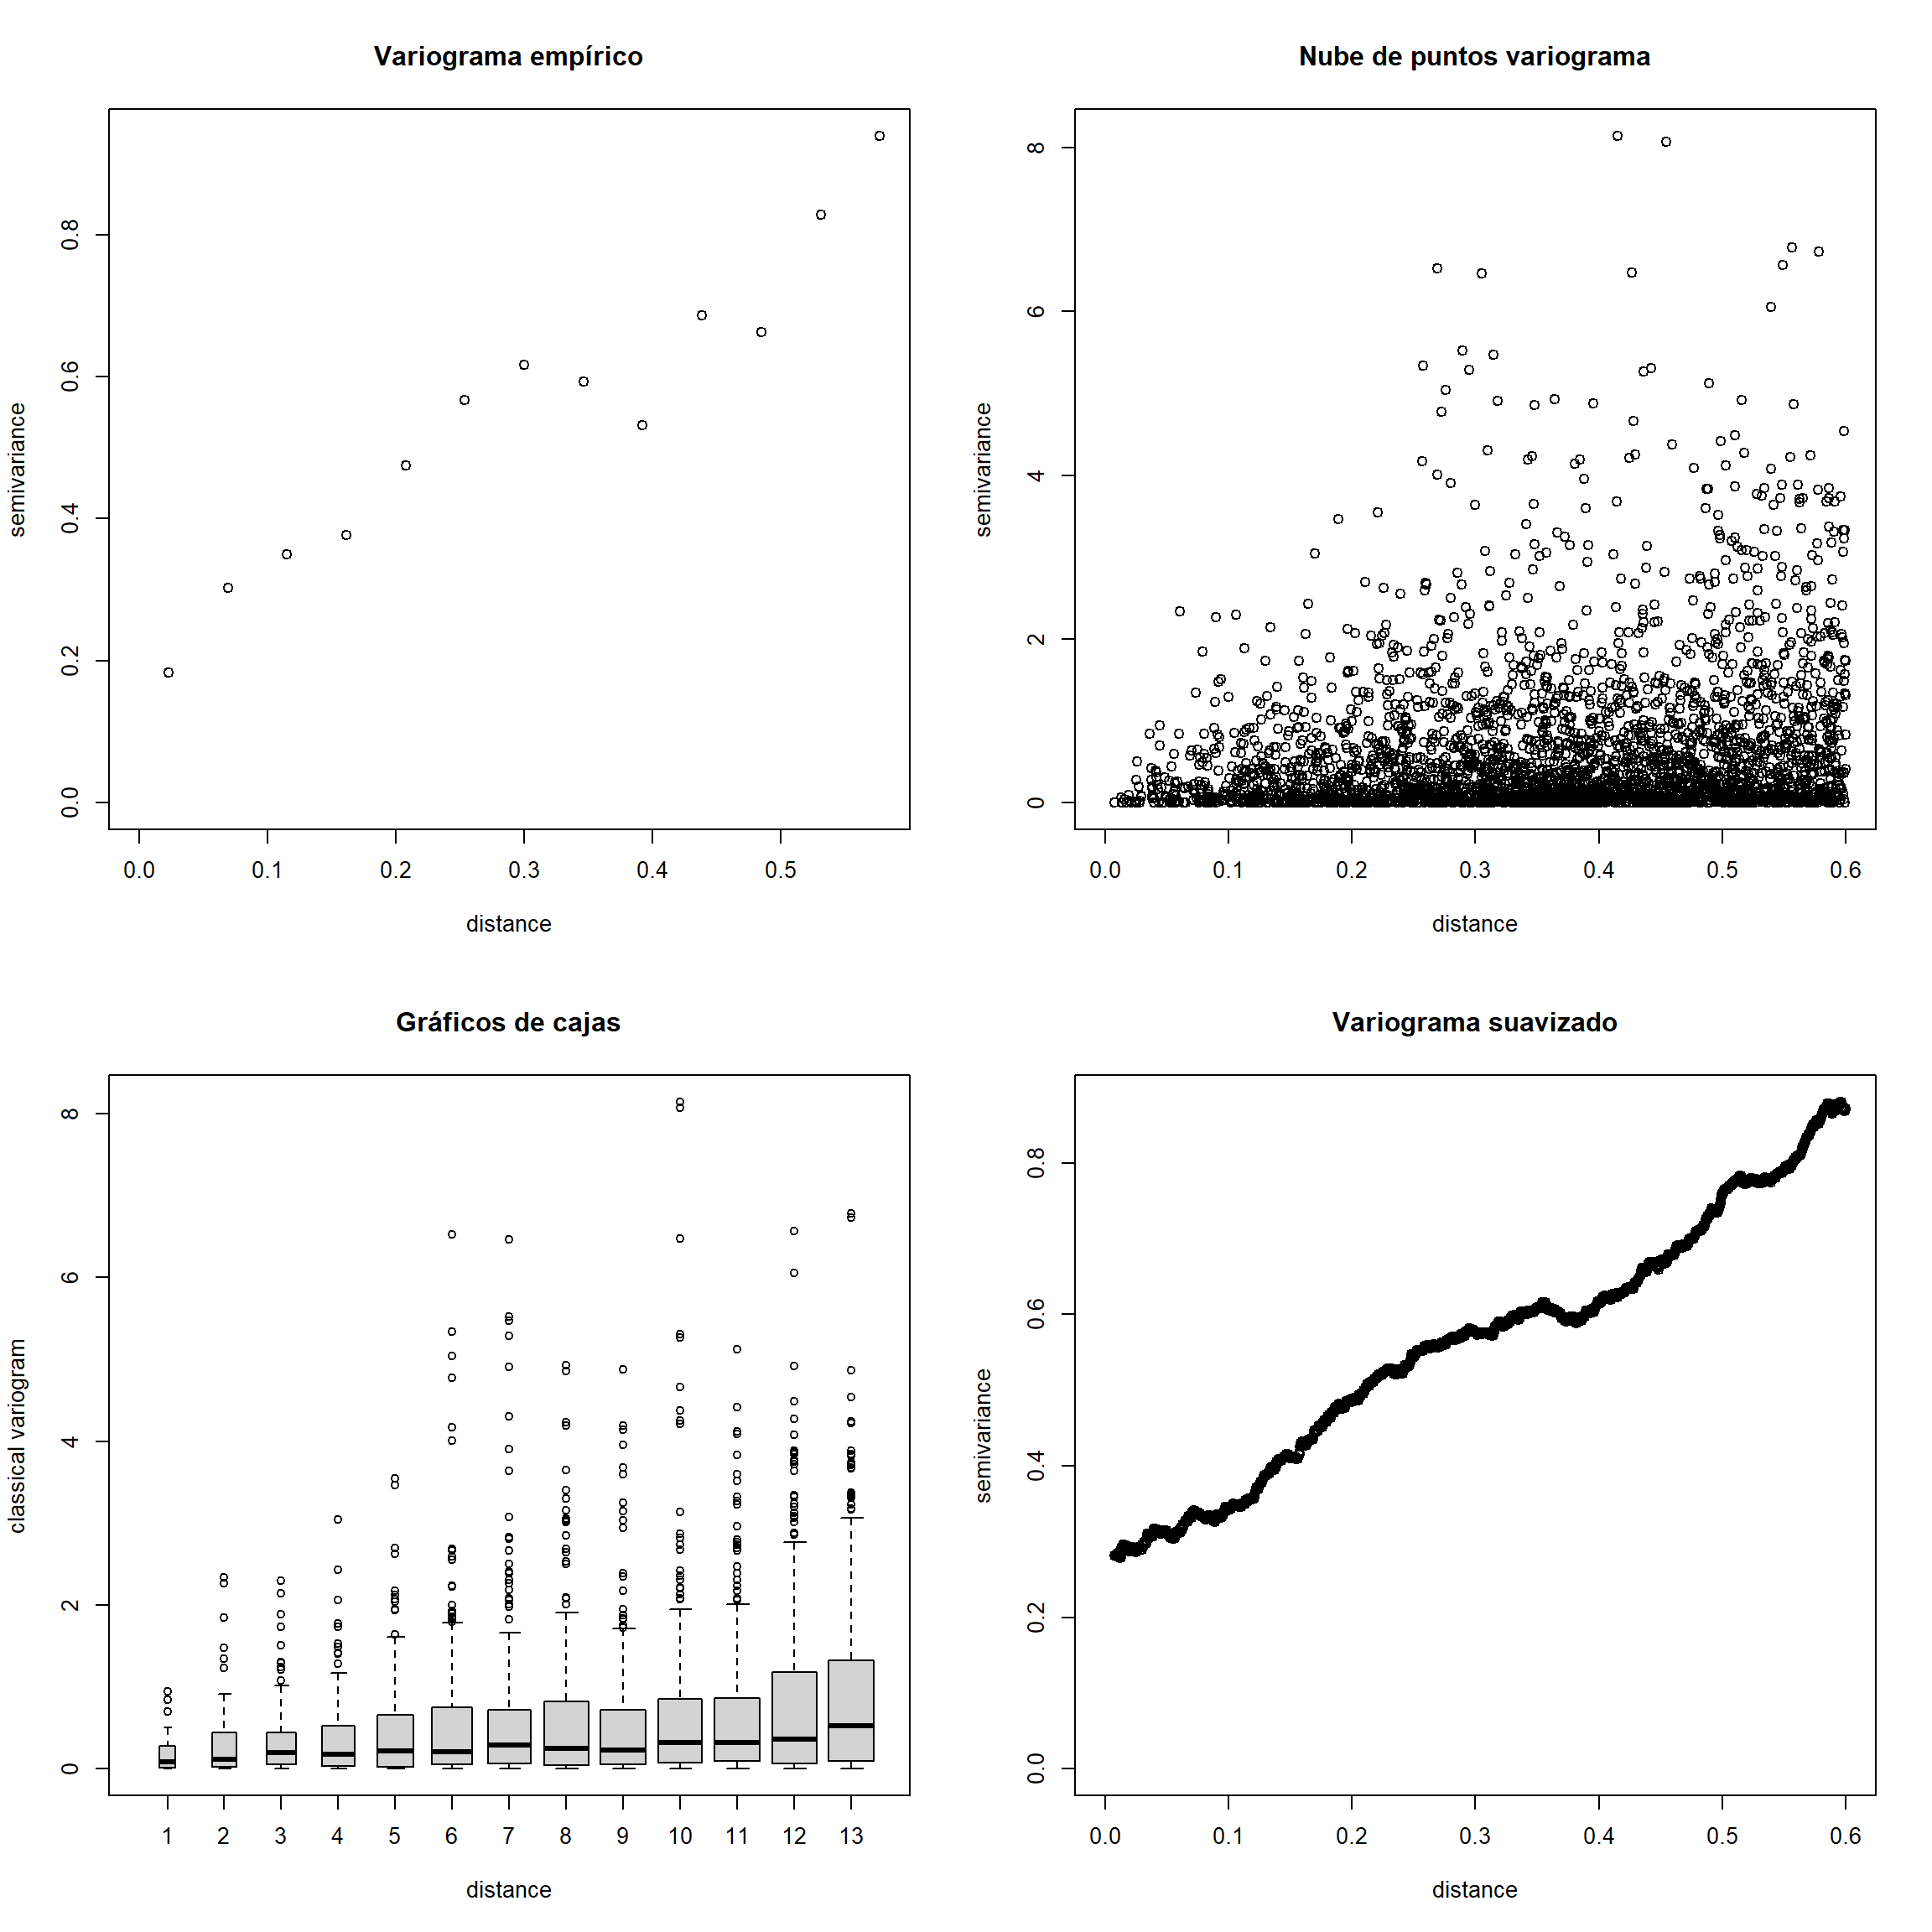 Variograma empírico
semivariance
0.0 0.2 0.4 0.6 0.8
0.0 0.1 0.2 0.3 0.4 0.5
distance
Nube de puntos variograma
semivariance
0 2 4 6 8
0.0 0.1 0.2 0.3 0.4 0.5 0.6
distance
Gráficos de cajas
classical variogram
0 2 4 6 8
1 2 3 4 5 6 7 8 9 10 11 12 13
distance
Variograma suavizado
semivariance
0.0 0.2 0.4 0.6 0.8
0.0 0.1 0.2 0.3 0.4 0.5 0.6
distance